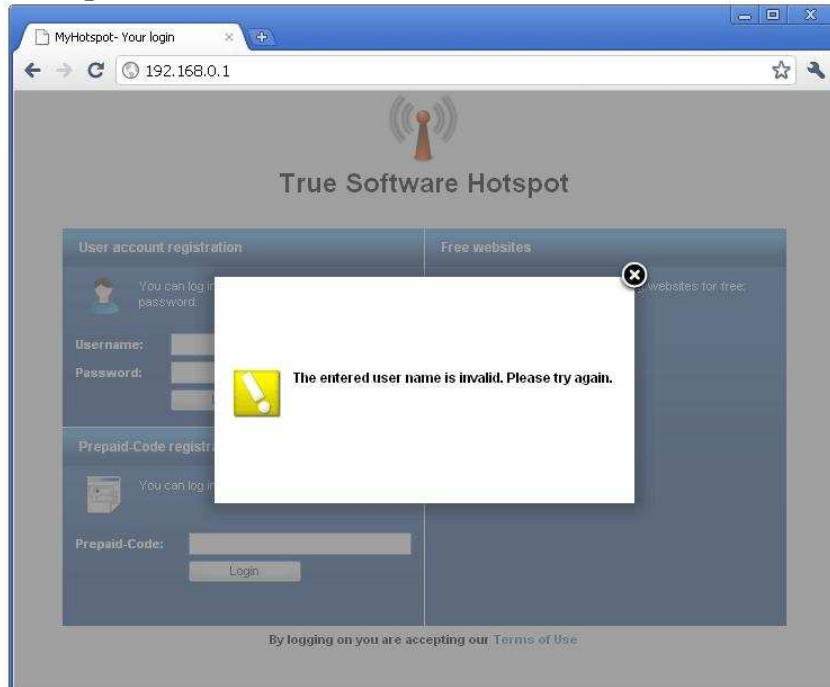 MyHotspot- Your login
192.168.0.1
True Software Hotspot
User account registration
You can log in
password.
Username:
Password:
Prepaid-Code registr
You can log in
Prepaid-Code:
Login
Free websites
websites for free:
The entered user name is invalid. Please try again.
By logging on you are accepting our Terms of Use